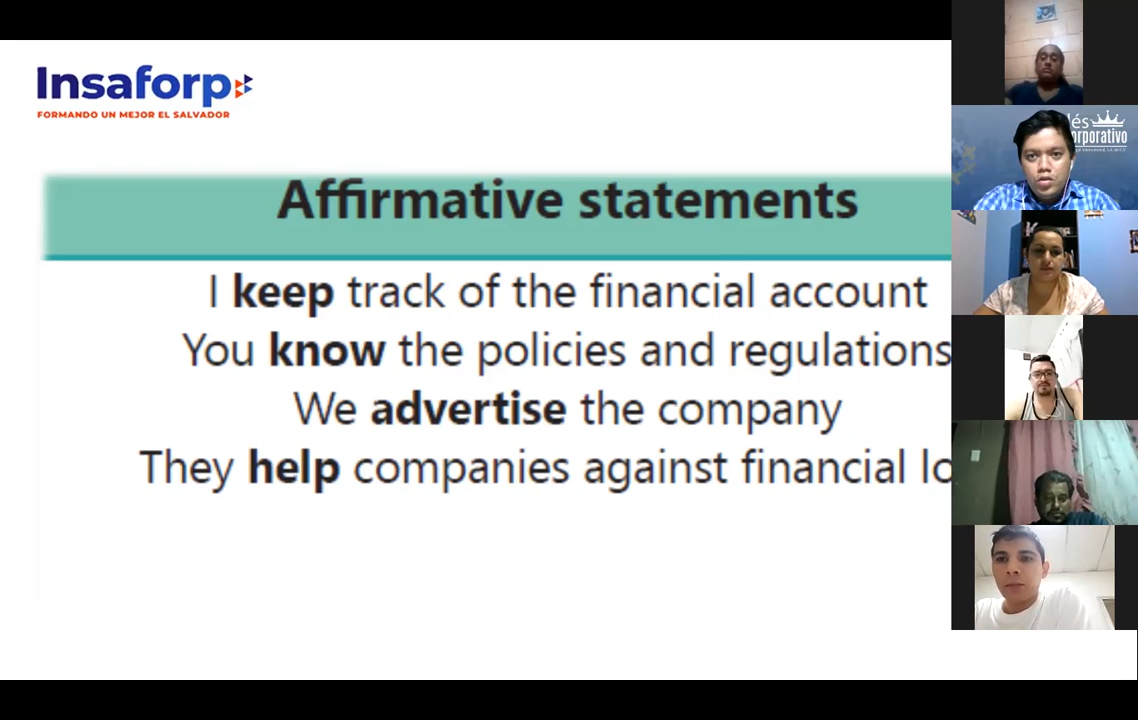 Insaforp
FORMANDO UN MEJOR EL SALVADOR
Affirmative statements
I keep track of the financial account
You know the policies and regulations
We advertise the company
They help companies against financial